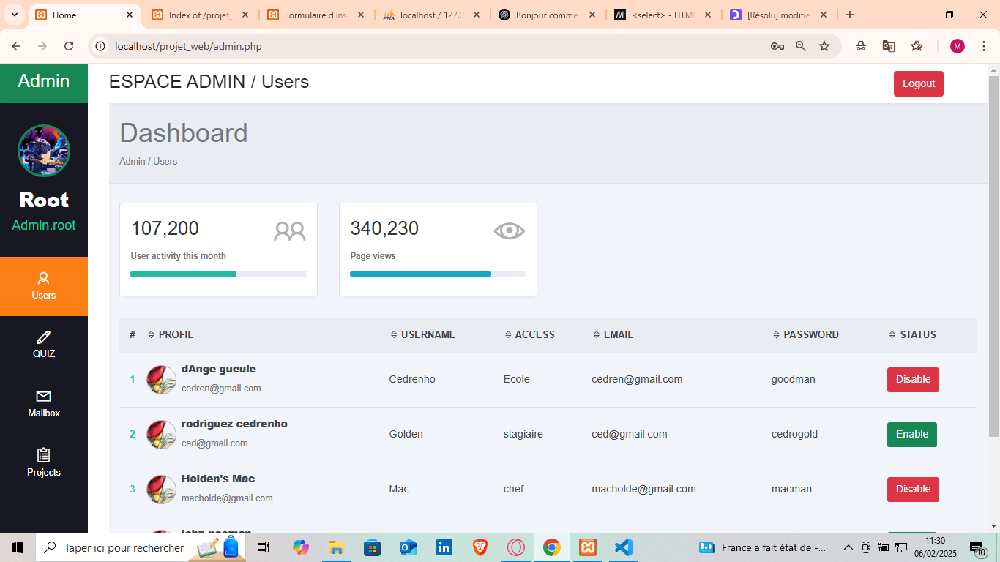 Home
Index of /projet_
Formulaire d'ins
localhost / 127.0
Bonjour comme
<select> - HTML
[Résolu] modifie
localhost/projet_web/admin.php
M
Admin
ESPACE ADMIN / Users
Logout
Dashboard
Admin / Users
Root
Admin.root
107,200
User activity this month
340,230
Page views
Users
QUIZ
Mailbox
Projects
# PROFIL USERNAME ACCESS EMAIL PASSWORD STATUS
1 dAnge gueule cedren@gmail.com Cedrenho Ecole cedren@gmail.com goodman Disable
2 rodriguez cedrenho ced@gmail.com Golden stagiaire ced@gmail.com cedrogold Enable
3 Holden's Mac macholde@gmail.com Mac chef macholde@gmail.com macman Disable
Taper ici pour rechercher
France a fait état de -...
11:30
06/02/2025
10